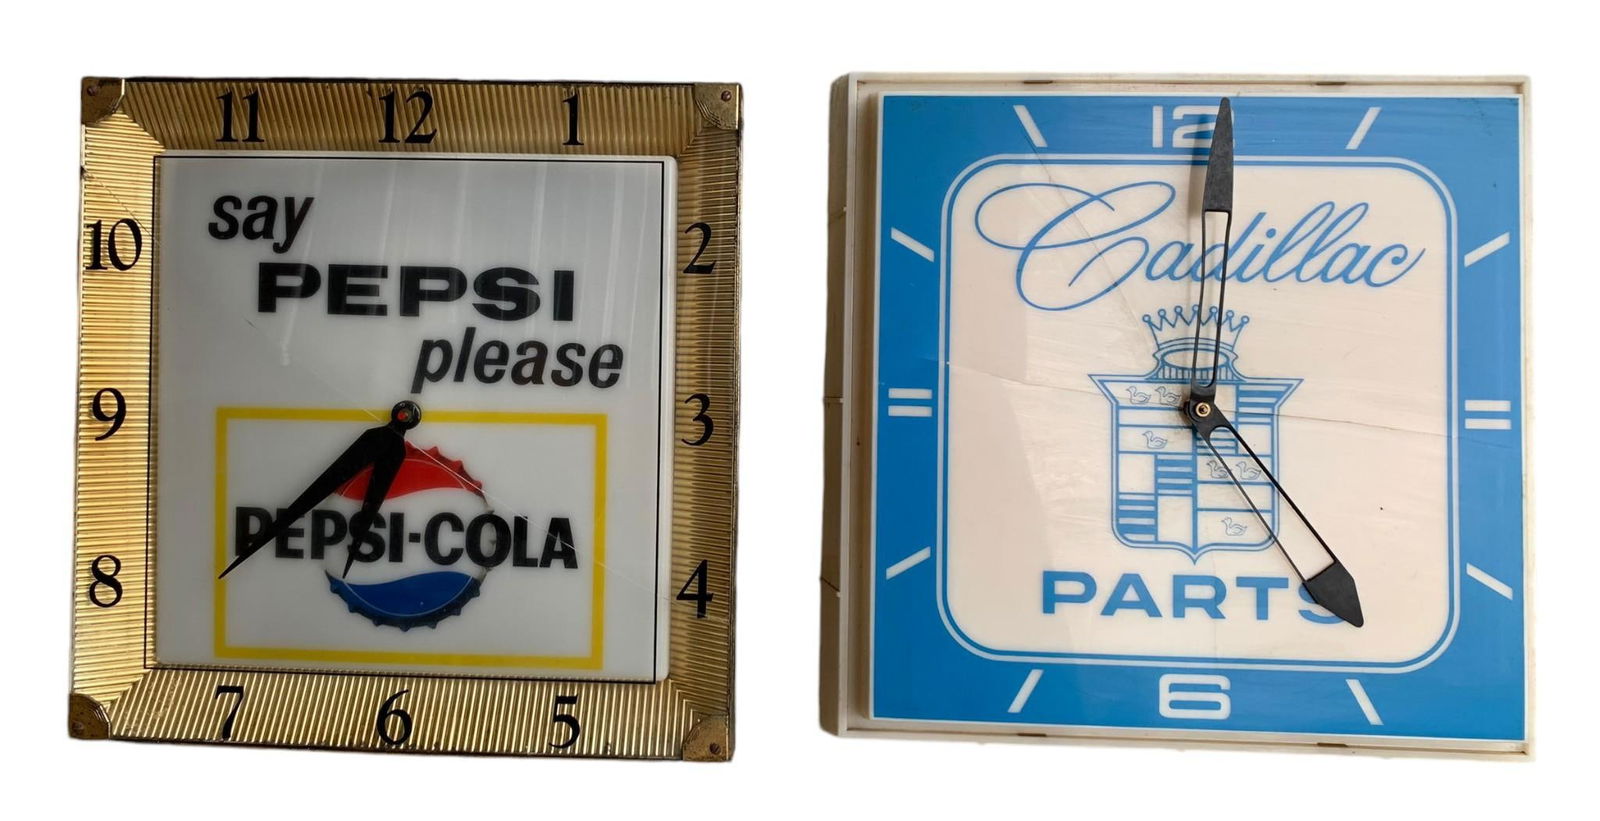 11 12 1
10 2
9 3
8 4
7 6 5
say
PEPSI
please
PEPSI-COLA
12
Cadillac
PARTS
6